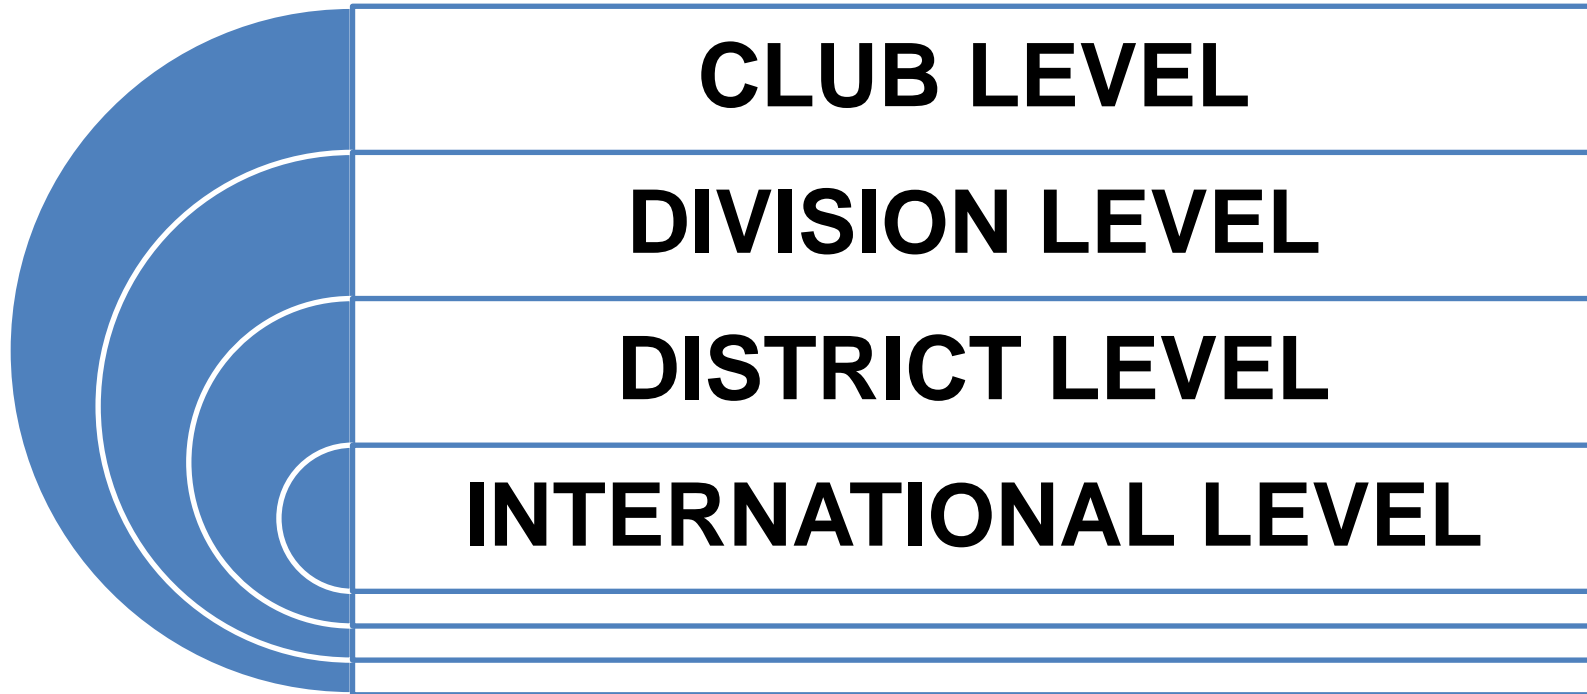 CLUB LEVEL
DIVISION LEVEL
DISTRICT LEVEL
INTERNATIONAL LEVEL